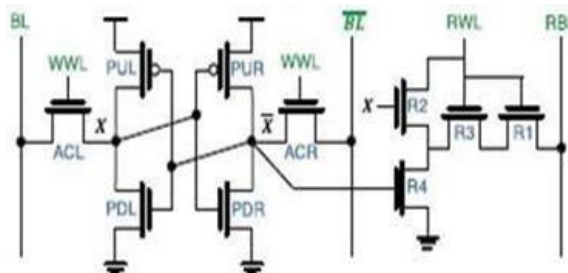 BL BL RWL RB
WWL PUL PUR WWL
X X X R2
ACL ACR R3 R1
PDL PDR R4